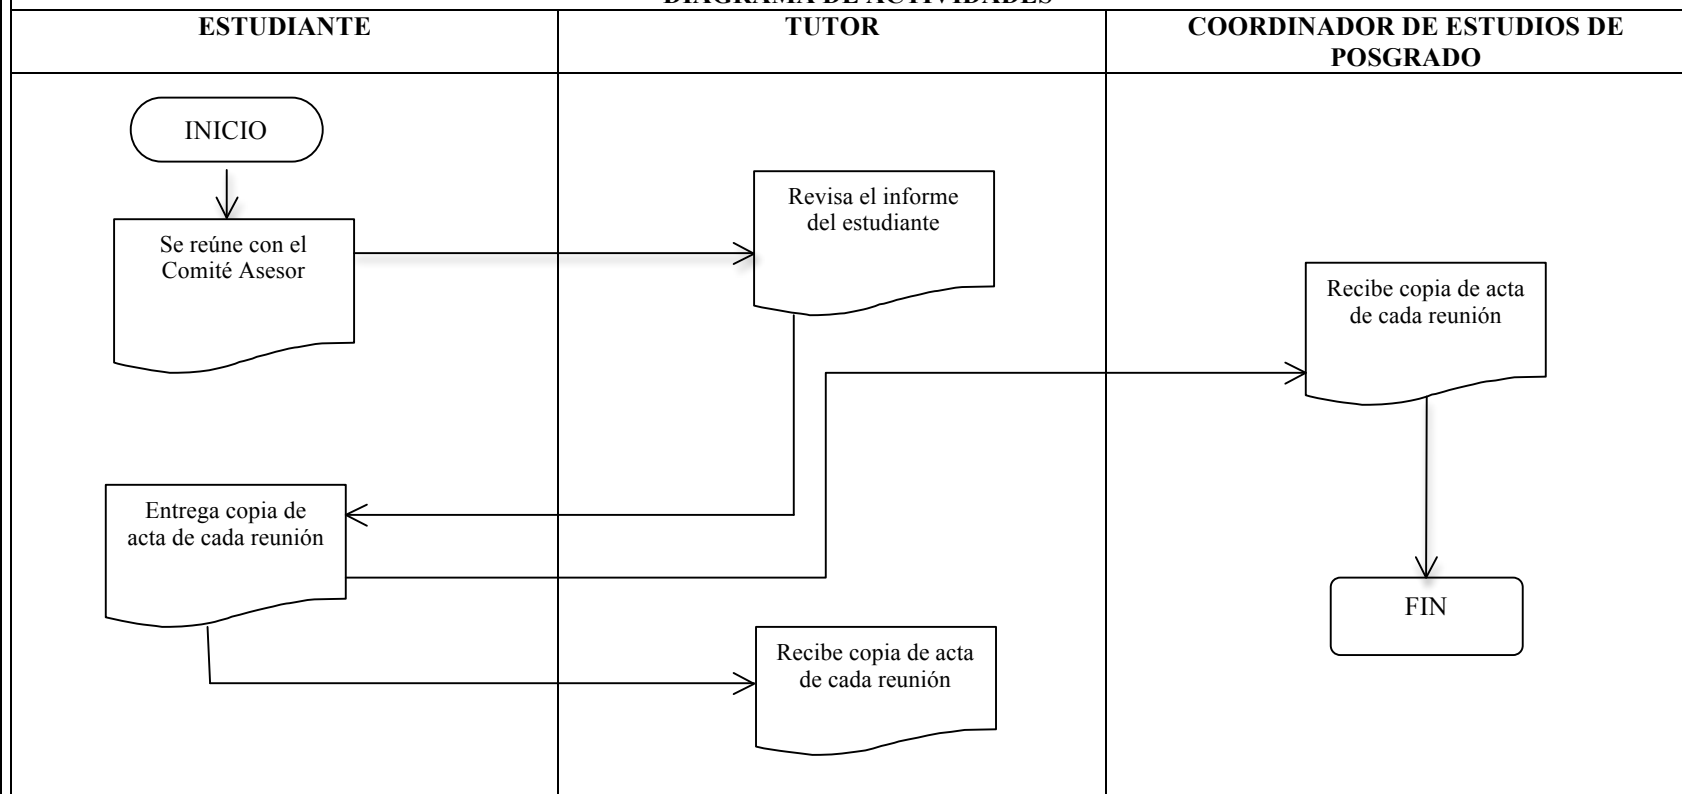 DIAGRAMA DE ACTIVIDADES
ESTUDIANTE
TUTOR
COORDINADOR DE ESTUDIOS DE
POSGRADO
INICIO
Se reúne con el
Comité Asesor
Revisa el informe
del estudiante
Recibe copia de acta
de cada reunión
Entrega copia de
acta de cada reunión
Recibe copia de acta
de cada reunión
FIN